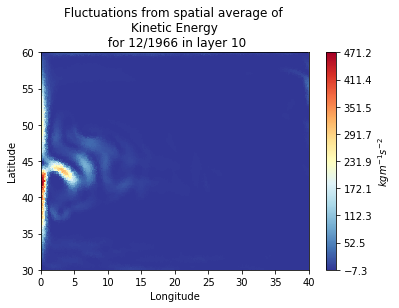 Fluctuations from spatial average of
Kinetic Energy
for 12/1966 in layer 10
60
55
50
45
40
35
30
Latitude
0 5 10 15 20 25 30 35 40
Longitude
471.2
411.4
351.5
291.7
231.9
172.1
112.3
52.5
−7.3
kgm⁻¹s⁻²